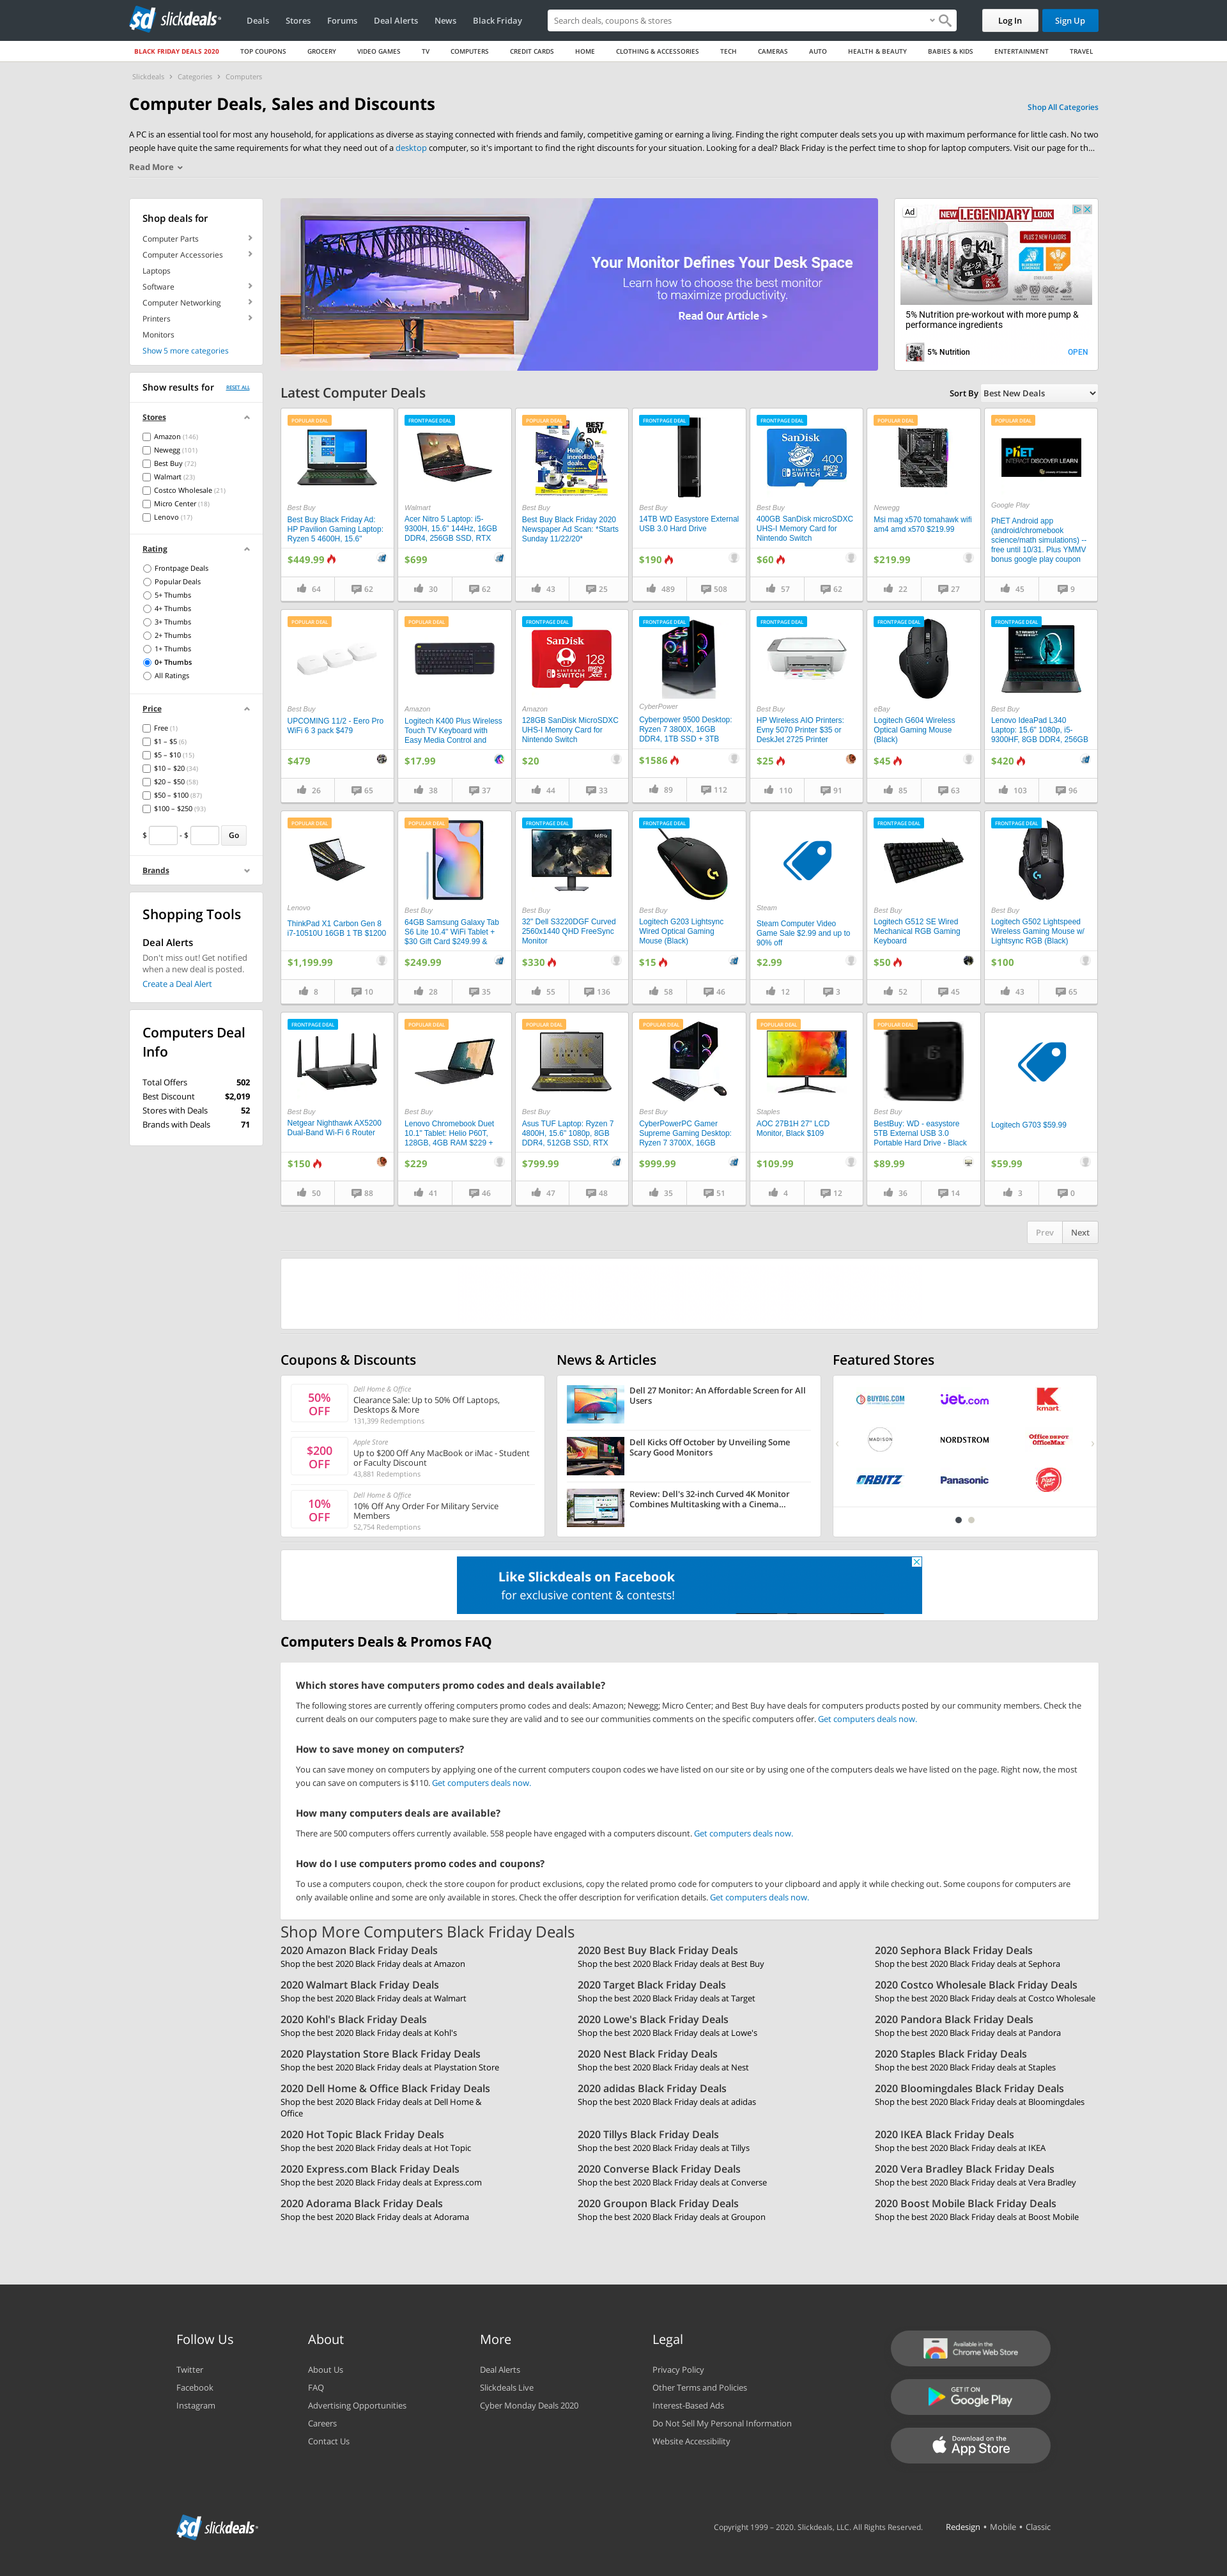 slickdeals
Deals
Stores
Forums
Deal Alerts
News
Black Friday
Search deals, coupons & stores
Log In
Sign Up
BLACK FRIDAY DEALS 2020
TOP COUPONS
GROCERY
VIDEO GAMES
TV
COMPUTERS
CREDIT CARDS
HOME
CLOTHING & ACCESSORIES
TECH
CAMERAS
AUTO
HEALTH & BEAUTY
BABIES & KIDS
ENTERTAINMENT
TRAVEL
Slickdeals › Categories › Computers
Computer Deals, Sales and Discounts
Shop All Categories
A PC is an essential tool for most any household, for applications as diverse as staying connected with friends and family, competitive gaming or earning a living. Finding the right computer deals sets you up with maximum performance for little cash. No two
people have quite the same requirements for what they need out of a desktop computer, so it's important to find the right discounts for your situation. Looking for a deal? Black Friday is the perfect time to shop for laptop computers. Visit our page for th...
Read More
Shop deals for
Computer Parts
Computer Accessories
Laptops
Software
Computer Networking
Printers
Monitors
Show 5 more categories
Show results for
RESET ALL
Stores
Amazon (146)
Newegg (101)
Best Buy (72)
Walmart (23)
Costco Wholesale (21)
Micro Center (18)
Lenovo (17)
Rating
Frontpage Deals
Popular Deals
5+ Thumbs
4+ Thumbs
3+ Thumbs
2+ Thumbs
1+ Thumbs
0+ Thumbs
All Ratings
Price
Free (1)
$1 – $5 (6)
$5 – $10 (15)
$10 – $20 (34)
$20 – $50 (58)
$50 – $100 (87)
$100 – $250 (93)
$ - $ Go
Brands
Shopping Tools
Deal Alerts
Don't miss out! Get notified
when a new deal is posted.
Create a Deal Alert
Computers Deal
Info
Total Offers 502
Best Discount $2,019
Stores with Deals 52
Brands with Deals 71
Your Monitor Defines Your Desk Space
Learn how to choose the best monitor
to maximize productivity.
Read Our Article >
Ad
NEW LEGENDARY LOOK
PLUS 2 NEW FLAVORS
KILL IT
5% Nutrition pre-workout with more pump &
performance ingredients
5% Nutrition
OPEN
Latest Computer Deals
Sort By Best New Deals
POPULAR DEAL
Best Buy
Best Buy Black Friday Ad:
HP Pavilion Gaming Laptop:
Ryzen 5 4600H, 15.6"
$449.99
64 62
FRONTPAGE DEAL
Walmart
Acer Nitro 5 Laptop: i5-
9300H, 15.6" 144Hz, 16GB
DDR4, 256GB SSD, RTX
$699
30 62
POPULAR DEAL
BEST BUY
Hello, incredible deals.
Best Buy
Best Buy Black Friday 2020
Newspaper Ad Scan: *Starts
Sunday 11/22/20*
43 25
FRONTPAGE DEAL
Best Buy
14TB WD Easystore External
USB 3.0 Hard Drive
$190
489 508
FRONTPAGE DEAL
SanDisk
400
NINTENDO SWITCH
Best Buy
400GB SanDisk microSDXC
UHS-I Memory Card for
Nintendo Switch
$60
57 62
POPULAR DEAL
Newegg
Msi mag x570 tomahawk wifi
am4 amd x570 $219.99
$219.99
22 27
POPULAR DEAL
PhET
INTERACT DISCOVER LEARN
Google Play
PhET Android app
(android/chromebook
science/math simulations) --
free until 10/31. Plus YMMV
bonus google play coupon
45 9
POPULAR DEAL
UPCOMING 11/2 - Eero Pro
WiFi 6 3 pack $479
$479
26 65
POPULAR DEAL
Amazon
Logitech K400 Plus Wireless
Touch TV Keyboard with
Easy Media Control and
$17.99
38 37
FRONTPAGE DEAL
SanDisk
128
NINTENDO SWITCH
Amazon
128GB SanDisk MicroSDXC
UHS-I Memory Card for
Nintendo Switch
$20
44 33
FRONTPAGE DEAL
CyberPower
Cyberpower 9500 Desktop:
Ryzen 7 3800X, 16GB
DDR4, 1TB SSD + 3TB
$1586
89 112
FRONTPAGE DEAL
Best Buy
HP Wireless AIO Printers:
Evny 5070 Printer $35 or
DeskJet 2725 Printer
$25
110 91
FRONTPAGE DEAL
eBay
Logitech G604 Wireless
Optical Gaming Mouse
(Black)
$45
85 63
FRONTPAGE DEAL
Best Buy
Lenovo IdeaPad L340
Laptop: 15.6" 1080p, i5-
9300HF, 8GB DDR4, 256GB
$420
103 96
POPULAR DEAL
Lenovo
ThinkPad X1 Carbon Gen 8
i7-10510U 16GB 1 TB $1200
$1,199.99
8 10
POPULAR DEAL
Best Buy
64GB Samsung Galaxy Tab
S6 Lite 10.4" WiFi Tablet +
$30 Gift Card $249.99 &
$249.99
28 35
FRONTPAGE DEAL
Best Buy
32" Dell S3220DGF Curved
2560x1440 QHD FreeSync
Monitor
$330
55 136
FRONTPAGE DEAL
Best Buy
Logitech G203 Lightsync
Wired Optical Gaming
Mouse (Black)
$15
58 46
Steam
Steam Computer Video
Game Sale $2.99 and up to
90% off
$2.99
12 3
FRONTPAGE DEAL
Best Buy
Logitech G512 SE Wired
Mechanical RGB Gaming
Keyboard
$50
52 45
FRONTPAGE DEAL
Best Buy
Logitech G502 Lightspeed
Wireless Gaming Mouse w/
Lightsync RGB (Black)
$100
43 65
FRONTPAGE DEAL
Best Buy
Netgear Nighthawk AX5200
Dual-Band Wi-Fi 6 Router
$150
50 88
POPULAR DEAL
Best Buy
Lenovo Chromebook Duet
10.1" Tablet: Helio P60T,
128GB, 4GB RAM $229 +
$229
41 46
POPULAR DEAL
Best Buy
Asus TUF Laptop: Ryzen 7
4800H, 15.6" 1080p, 8GB
DDR4, 512GB SSD, RTX
$799.99
47 48
POPULAR DEAL
Best Buy
CyberPowerPC Gamer
Supreme Gaming Desktop:
Ryzen 7 3700X, 16GB
$999.99
35 51
POPULAR DEAL
Staples
AOC 27B1H 27" LCD
Monitor, Black $109
$109.99
4 12
POPULAR DEAL
Best Buy
BestBuy: WD - easystore
5TB External USB 3.0
Portable Hard Drive - Black
$89.99
36 14
Logitech G703 $59.99
$59.99
3 0
Prev
Next
Coupons & Discounts
50%
OFF
Dell Home & Office
Clearance Sale: Up to 50% Off Laptops,
Desktops & More
131,399 Redemptions
$200
OFF
Apple Store
Up to $200 Off Any MacBook or iMac - Student
or Faculty Discount
43,881 Redemptions
10%
OFF
Dell Home & Office
10% Off Any Order For Military Service
Members
52,754 Redemptions
News & Articles
Dell 27 Monitor: An Affordable Screen for All
Users
Dell Kicks Off October by Unveiling Some
Scary Good Monitors
Review: Dell's 32-inch Curved 4K Monitor
Combines Multitasking with a Cinema...
Featured Stores
BUYDIG.COM
jet.com
kmart
MADISON
NORDSTROM
Office DEPOT
OfficeMax
ORBITZ
Panasonic
Like Slickdeals on Facebook
for exclusive content & contests!
Computers Deals & Promos FAQ
Which stores have computers promo codes and deals available?
The following stores are currently offering computers promo codes and deals: Amazon; Newegg; Micro Center; and Best Buy have deals for computers products posted by our community members. Check the
current deals on our computers page to make sure they are valid and to see our communities comments on the specific computers offer. Get computers deals now.
How to save money on computers?
You can save money on computers by applying one of the current computers coupon codes we have listed on our site or by using one of the computers deals we have listed on the page. Right now, the most
you can save on computers is $110. Get computers deals now.
How many computers deals are available?
There are 500 computers offers currently available. 558 people have engaged with a computers discount. Get computers deals now.
How do I use computers promo codes and coupons?
To use a computers coupon, check the store coupon for product exclusions, copy the related promo code for computers to your clipboard and apply it while checking out. Some coupons for computers are
only available online and some are only available in stores. Check the offer description for verification details. Get computers deals now.
Shop More Computers Black Friday Deals
2020 Amazon Black Friday Deals
Shop the best 2020 Black Friday deals at Amazon
2020 Best Buy Black Friday Deals
Shop the best 2020 Black Friday deals at Best Buy
2020 Sephora Black Friday Deals
Shop the best 2020 Black Friday deals at Sephora
2020 Walmart Black Friday Deals
Shop the best 2020 Black Friday deals at Walmart
2020 Target Black Friday Deals
Shop the best 2020 Black Friday deals at Target
2020 Costco Wholesale Black Friday Deals
Shop the best 2020 Black Friday deals at Costco Wholesale
2020 Kohl's Black Friday Deals
Shop the best 2020 Black Friday deals at Kohl's
2020 Lowe's Black Friday Deals
Shop the best 2020 Black Friday deals at Lowe's
2020 Pandora Black Friday Deals
Shop the best 2020 Black Friday deals at Pandora
2020 Playstation Store Black Friday Deals
Shop the best 2020 Black Friday deals at Playstation Store
2020 Nest Black Friday Deals
Shop the best 2020 Black Friday deals at Nest
2020 Staples Black Friday Deals
Shop the best 2020 Black Friday deals at Staples
2020 Dell Home & Office Black Friday Deals
Shop the best 2020 Black Friday deals at Dell Home &
Office
2020 adidas Black Friday Deals
Shop the best 2020 Black Friday deals at adidas
2020 Bloomingdales Black Friday Deals
Shop the best 2020 Black Friday deals at Bloomingdales
2020 Hot Topic Black Friday Deals
Shop the best 2020 Black Friday deals at Hot Topic
2020 Tillys Black Friday Deals
Shop the best 2020 Black Friday deals at Tillys
2020 IKEA Black Friday Deals
Shop the best 2020 Black Friday deals at IKEA
2020 Express.com Black Friday Deals
Shop the best 2020 Black Friday deals at Express.com
2020 Converse Black Friday Deals
Shop the best 2020 Black Friday deals at Converse
2020 Vera Bradley Black Friday Deals
Shop the best 2020 Black Friday deals at Vera Bradley
2020 Adorama Black Friday Deals
Shop the best 2020 Black Friday deals at Adorama
2020 Groupon Black Friday Deals
Shop the best 2020 Black Friday deals at Groupon
2020 Boost Mobile Black Friday Deals
Shop the best 2020 Black Friday deals at Boost Mobile
Follow Us
Twitter
Facebook
Instagram
About
About Us
FAQ
Advertising Opportunities
Careers
Contact Us
More
Deal Alerts
Slickdeals Live
Cyber Monday Deals 2020
Legal
Privacy Policy
Other Terms and Policies
Interest-Based Ads
Do Not Sell My Personal Information
Website Accessibility
Available in the
Chrome Web Store
GET IT ON
Google Play
Download on the
App Store
slickdeals
Copyright 1999 – 2020. Slickdeals, LLC. All Rights Reserved.
Redesign • Mobile • Classic